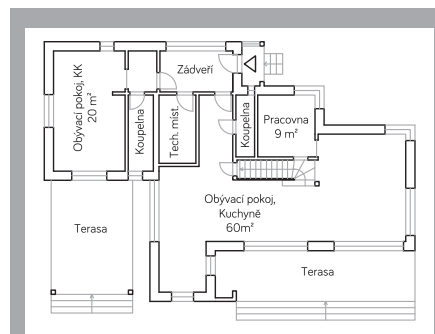 Obývací pokoj, KK
20 m²
Koupelna
Zádveří
Tech. míst.
Koupelna
Pracovna
9 m²
Obývací pokoj,
Kuchyně
60m²
Terasa
Terasa